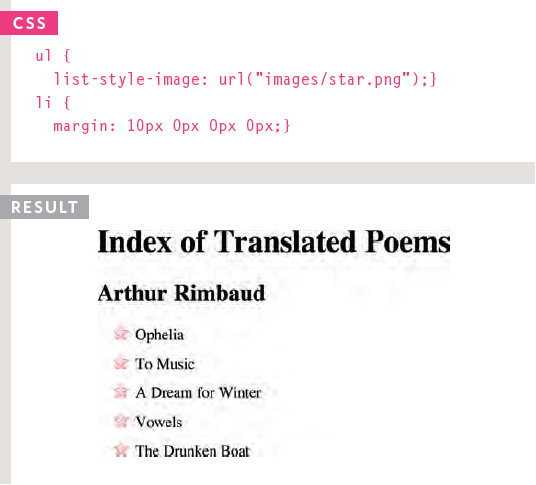 CSS
ul {
list-style-image: url("images/star.png");}
li {
margin: 10px 0px 0px 0px;}
RESULT
Index of Translated Poems
Arthur Rimbaud
Ophelia
To Music
A Dream for Winter
Vowels
The Drunken Boat